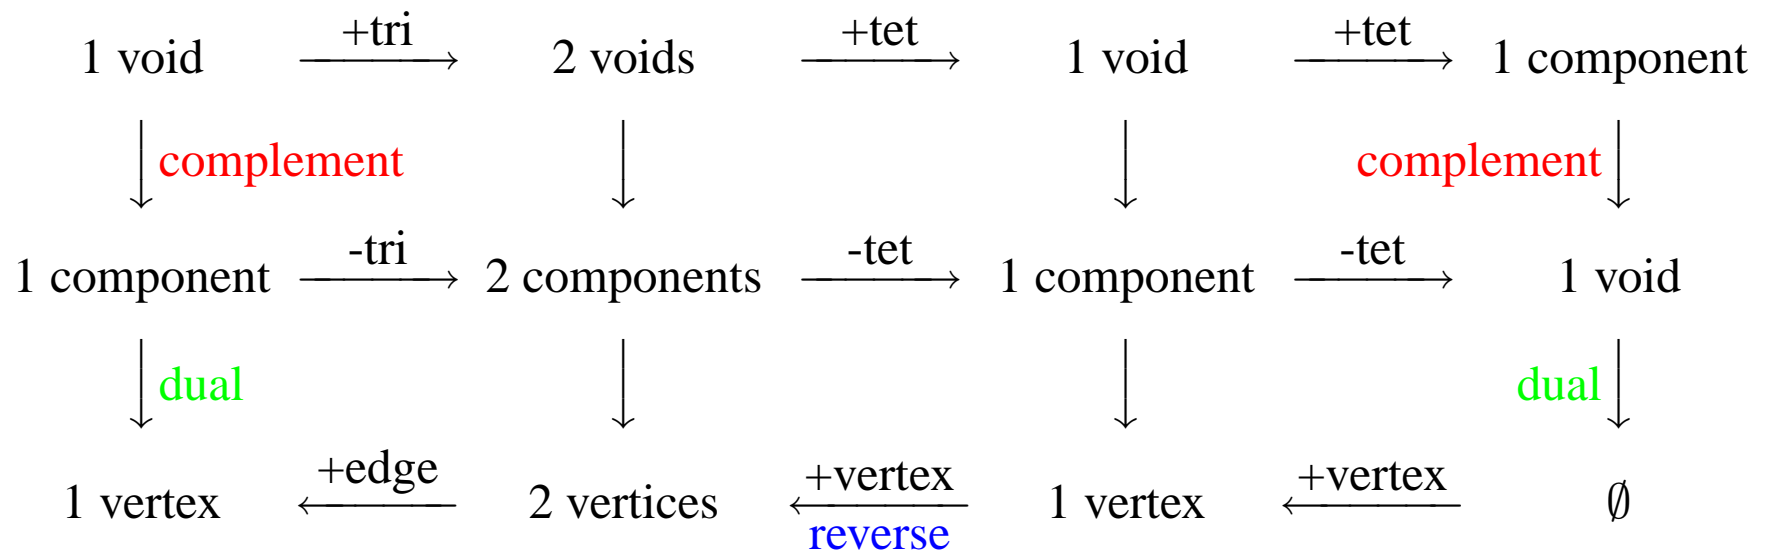 +tri +tet +tet
1 void 2 voids 1 void 1 component
complement complement
-tri -tet -tet
1 component 2 components 1 component 1 void
dual dual
+edge +vertex +vertex
1 vertex 2 vertices 1 vertex ∅
reverse